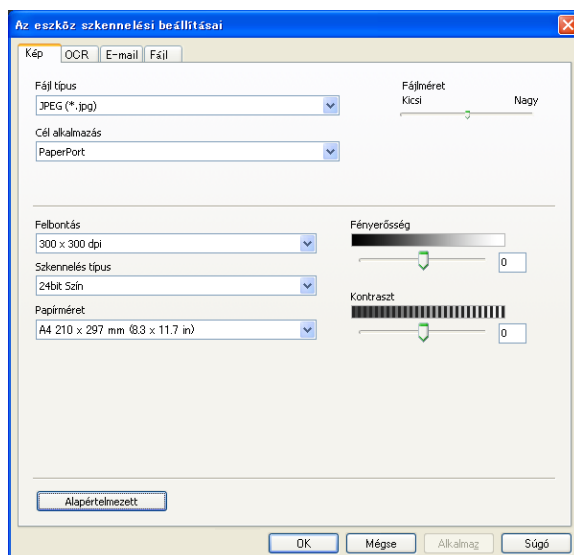 Az eszköz szkennelési beállításai
Kép OCR E-mail Fájl
Fájl típus
JPEG (*.jpg)
Fájlméret
Kicsi Nagy
Cél alkalmazás
PaperPort
Felbontás
300 x 300 dpi
Szkennelés típus
24bit Szín
Papírméret
A4 210 x 297 mm (8.3 x 11.7 in)
Fényerősség
0
Kontraszt
0
Alapértelmezett
OK Mégse Alkalmaz Súgó